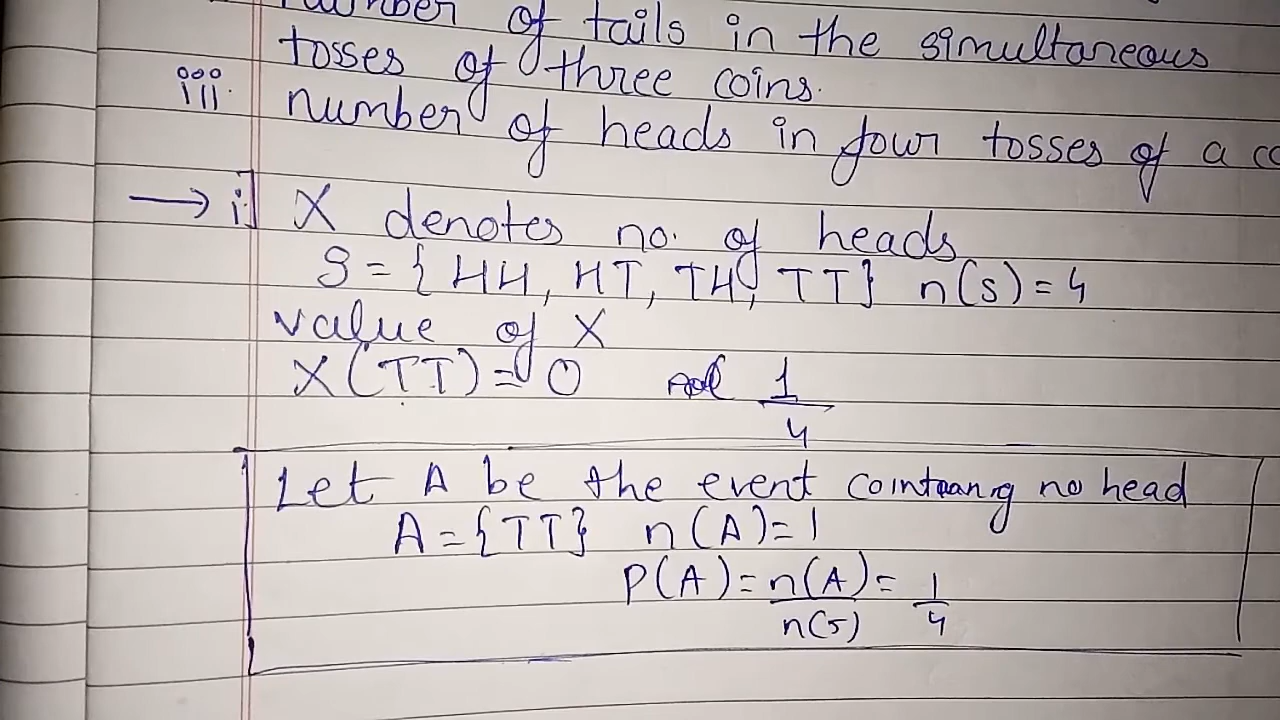 number of tails in the simultaneous
tosses of three coins.
iii. number of heads in four tosses of a
→ i] X denotes no. of heads
S = { HH, HT, TH, TT} n(s) = 4
value of X
X(TT) = 0 1/4
Let A be the event cointaang no head
A = {TT} n(A) = 1
P(A) = n(A)/n(s) = 1/4